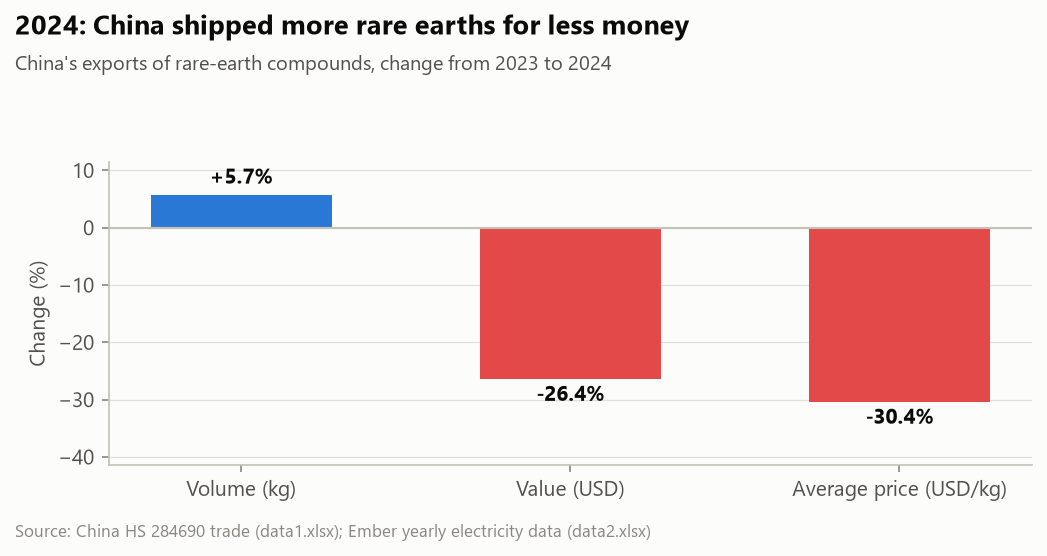 2024: China shipped more rare earths for less money
China's exports of rare-earth compounds, change from 2023 to 2024
Change (%)
10
0
−10
−20
−30
−40
+5.7%
-26.4%
-30.4%
Volume (kg)
Value (USD)
Average price (USD/kg)
Source: China HS 284690 trade (data1.xlsx); Ember yearly electricity data (data2.xlsx)